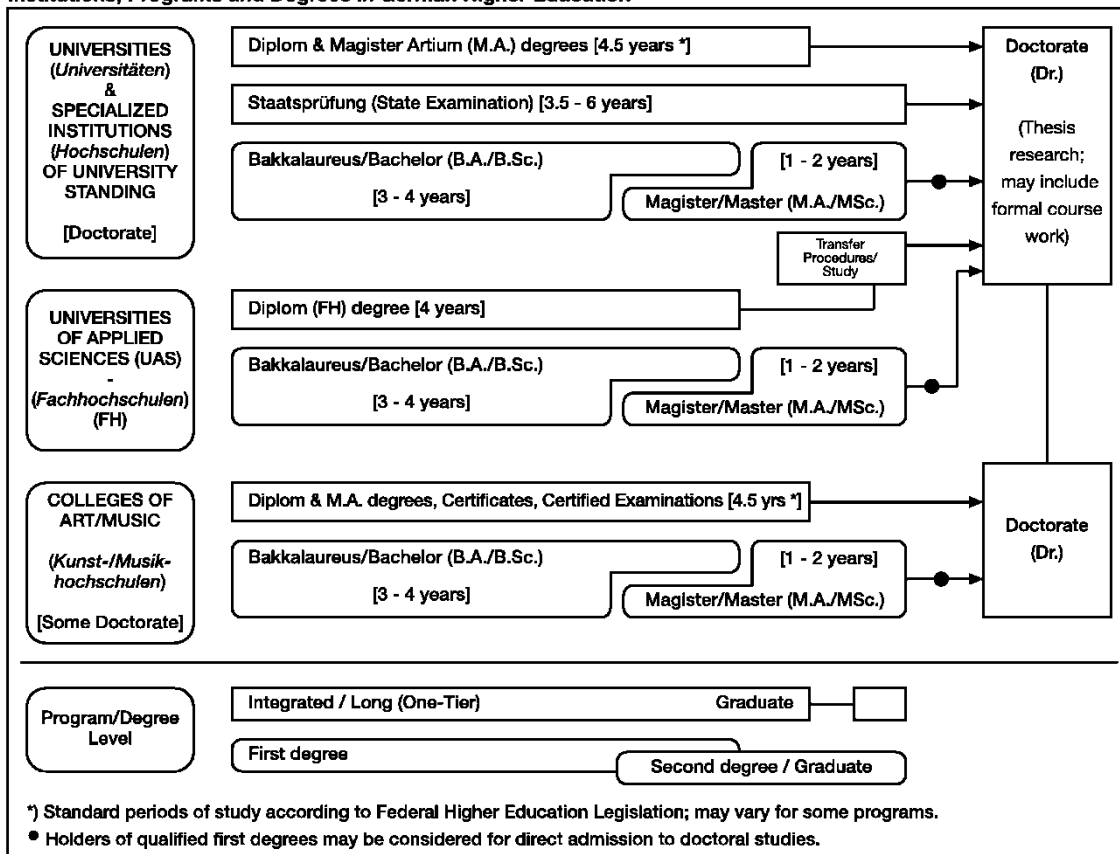 Institutions, Programs and Degrees in German Higher Education
UNIVERSITIES
(Universitäten)
&
SPECIALIZED
INSTITUTIONS
(Hochschulen)
OF UNIVERSITY
STANDING
[Doctorate]
Diplom & Magister Artium (M.A.) degrees [4.5 years *]
Staatsprüfung (State Examination) [3.5 - 6 years]
Bakkalaureus/Bachelor (B.A./B.Sc.)
[3 - 4 years]
[1 - 2 years]
Magister/Master (M.A./MSc.)
Transfer
Procedures/
Study
Doctorate
(Dr.)
(Thesis
research;
may include
formal course
work)
UNIVERSITIES
OF APPLIED
SCIENCES (UAS)
-
(Fachhochschulen)
(FH)
Diplom (FH) degree [4 years]
Bakkalaureus/Bachelor (B.A./B.Sc.)
[3 - 4 years]
[1 - 2 years]
Magister/Master (M.A./MSc.)
COLLEGES OF
ART/MUSIC
(Kunst-/Musik-
hochschulen)
[Some Doctorate]
Diplom & M.A. degrees, Certificates, Certified Examinations [4.5 yrs *]
Bakkalaureus/Bachelor (B.A./B.Sc.)
[3 - 4 years]
[1 - 2 years]
Magister/Master (M.A./MSc.)
Doctorate
(Dr.)
Program/Degree
Level
Integrated / Long (One-Tier) Graduate
First degree
Second degree / Graduate
*) Standard periods of study according to Federal Higher Education Legislation; may vary for some programs.
● Holders of qualified first degrees may be considered for direct admission to doctoral studies.